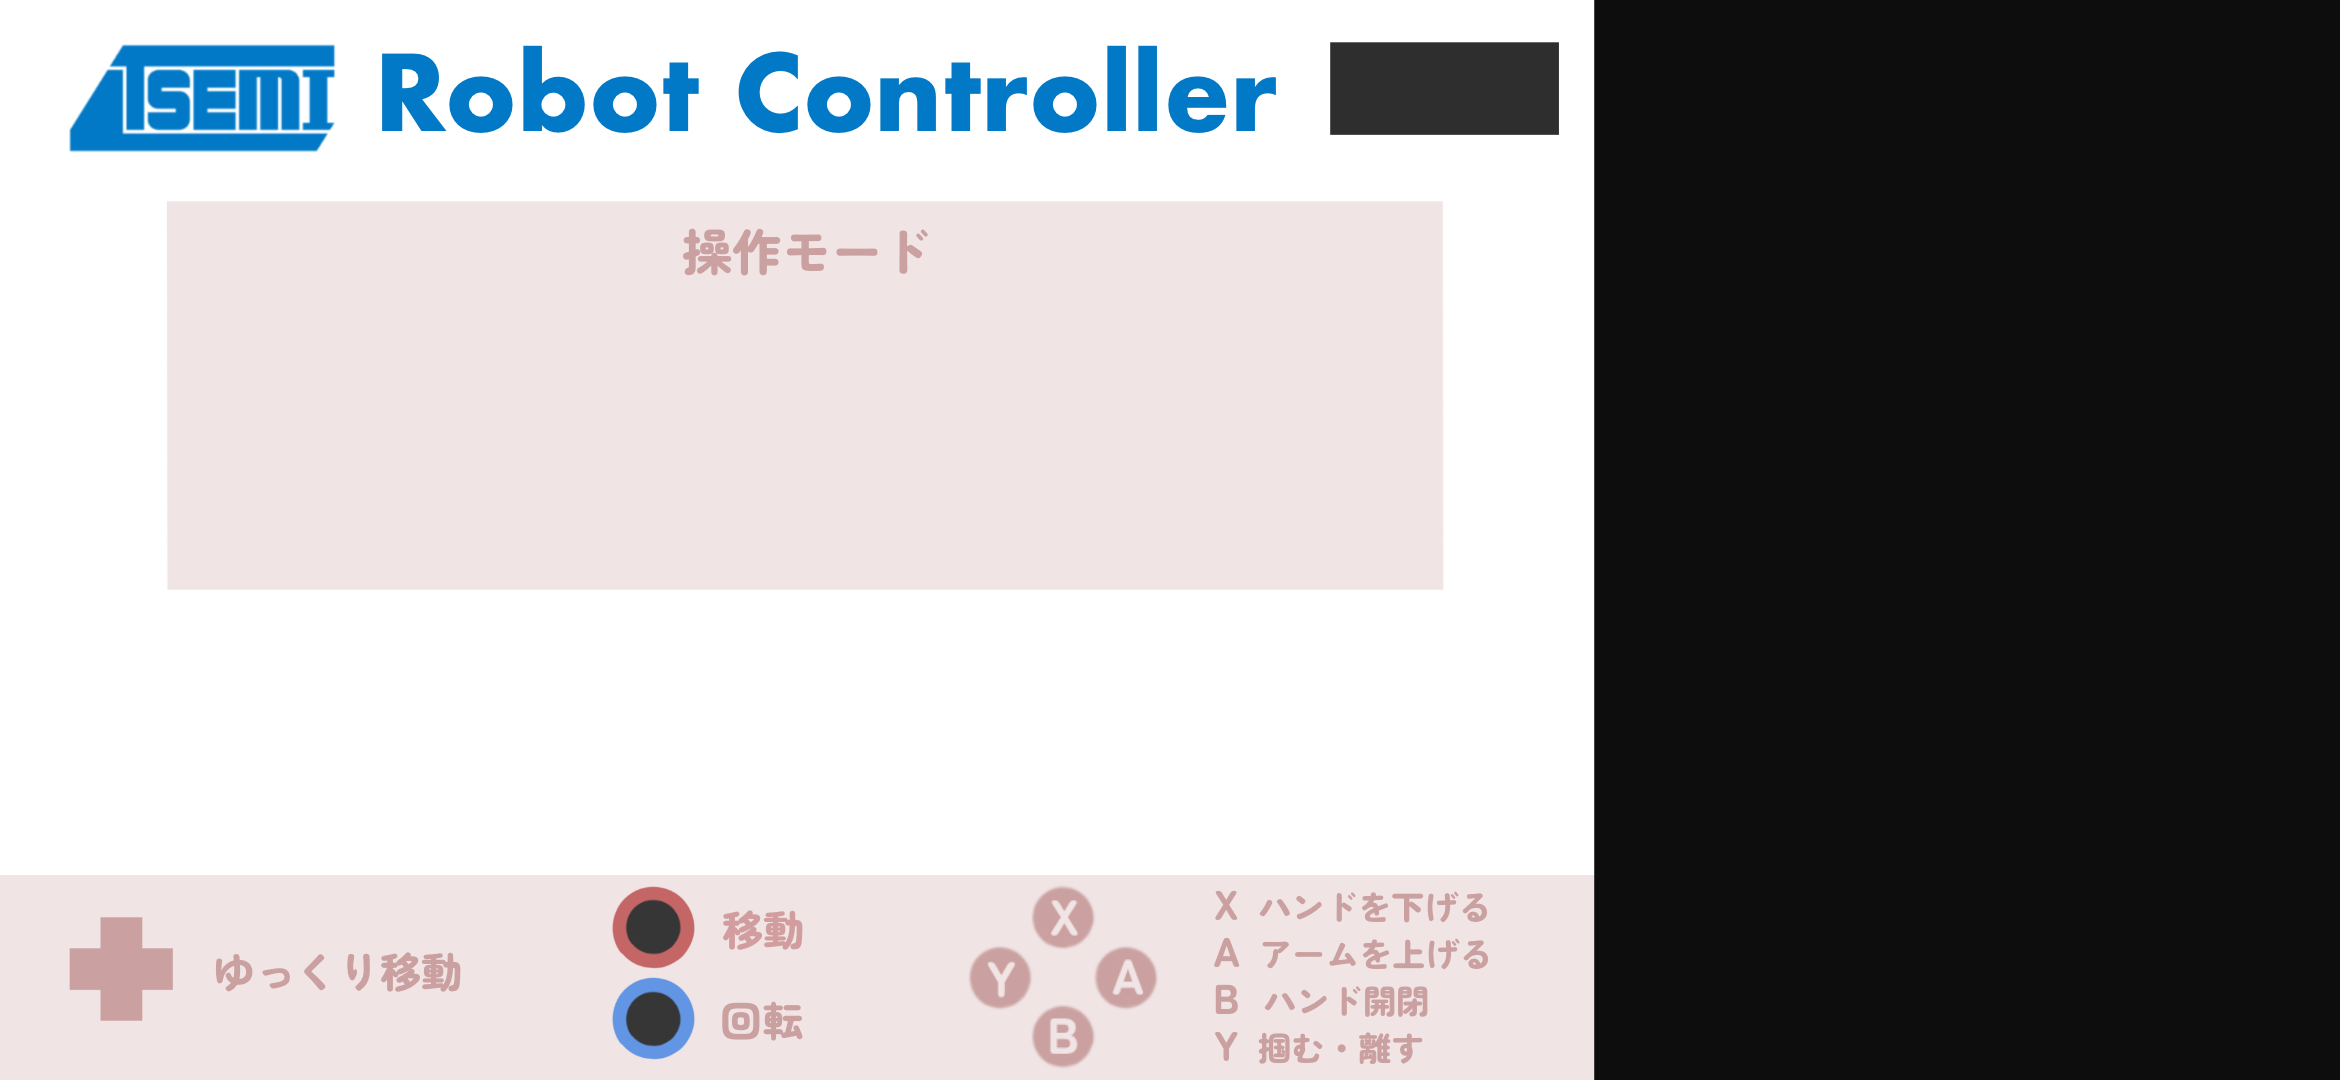 TSEMI Robot Controller
操作モード
ゆっくり移動
移動
回転
X
Y A
B
X ハンドを下げる
A アームを上げる
B ハンド開閉
Y 掴む・離す